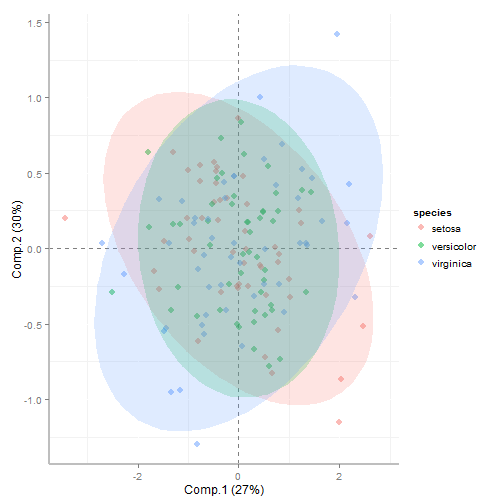 1.5
1.0
0.5
0.0
-0.5
-1.0
Comp.2 (30%)
-2
0
2
Comp.1 (27%)
species
setosa
versicolor
virginica